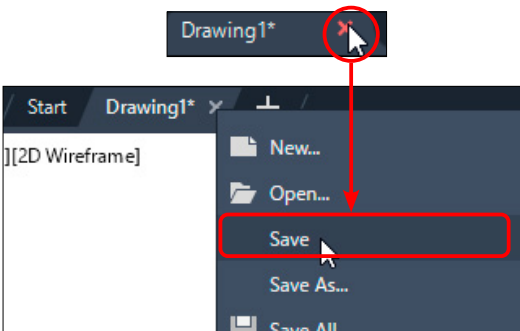 Drawing1*
Start Drawing1*
][2D Wireframe]
New...
Open...
Save
Save As...
Save All